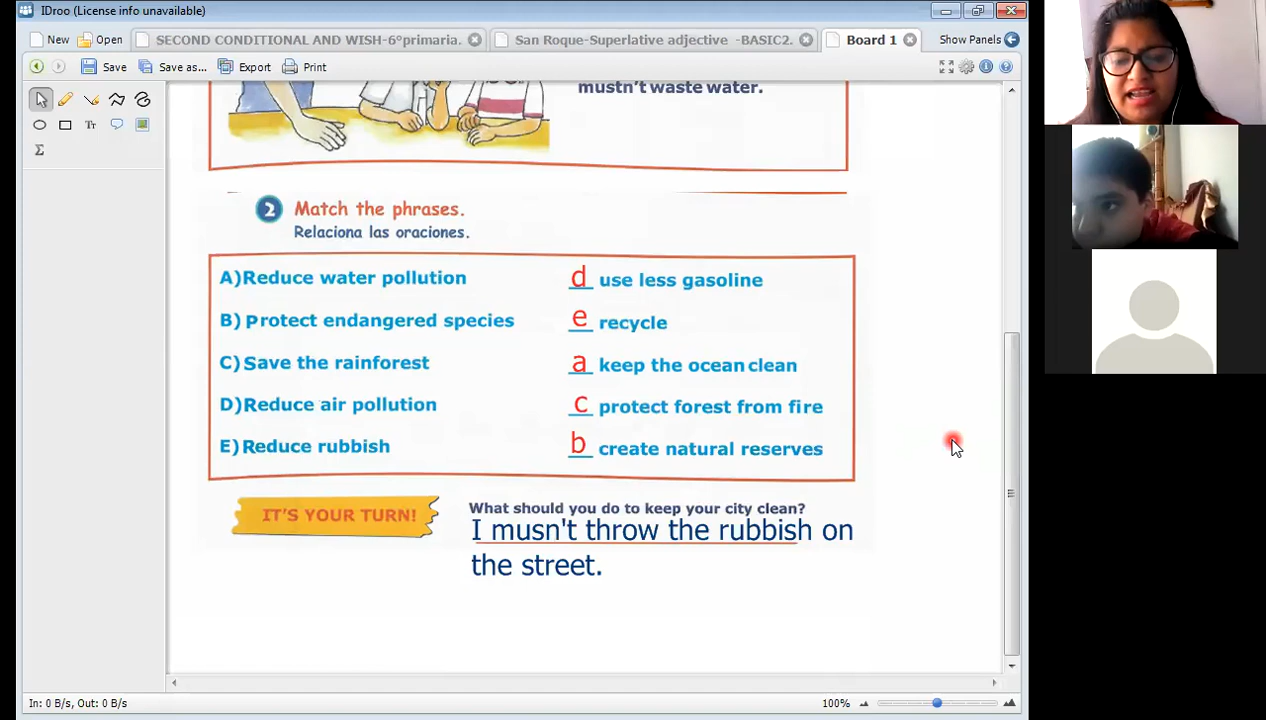 IDroo (License info unavailable)
New Open SECOND CONDITIONAL AND WISH-6°primaria. San Roque-Superlative adjective -BASIC2. Board 1 Show Panels
Save Save as... Export Print
mustn't waste water.
2 Match the phrases.
Relaciona las oraciones.
A)Reduce water pollution d use less gasoline
B)Protect endangered species e recycle
C)Save the rainforest a keep the ocean clean
D)Reduce air pollution c protect forest from fire
E)Reduce rubbish b create natural reserves
IT'S YOUR TURN! What should you do to keep your city clean?
I musn't throw the rubbish on
the street.
In: 0 B/s, Out: 0 B/s 100%